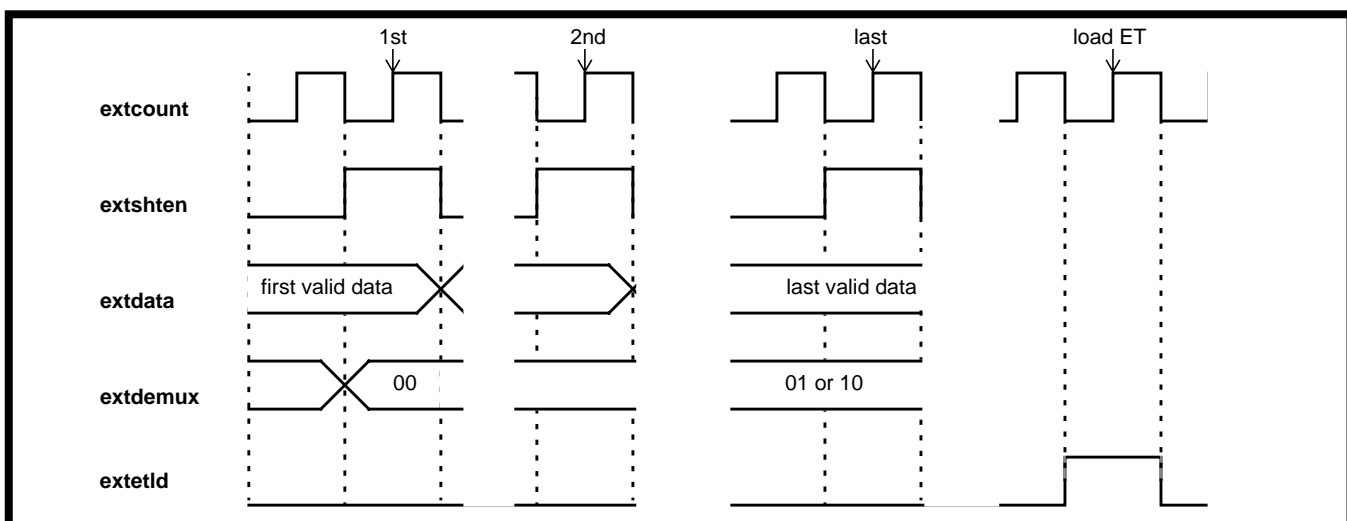 1st 2nd last load ET
extcount
extshten
first valid data last valid data
extdata
00 01 or 10
extdemux
extetld